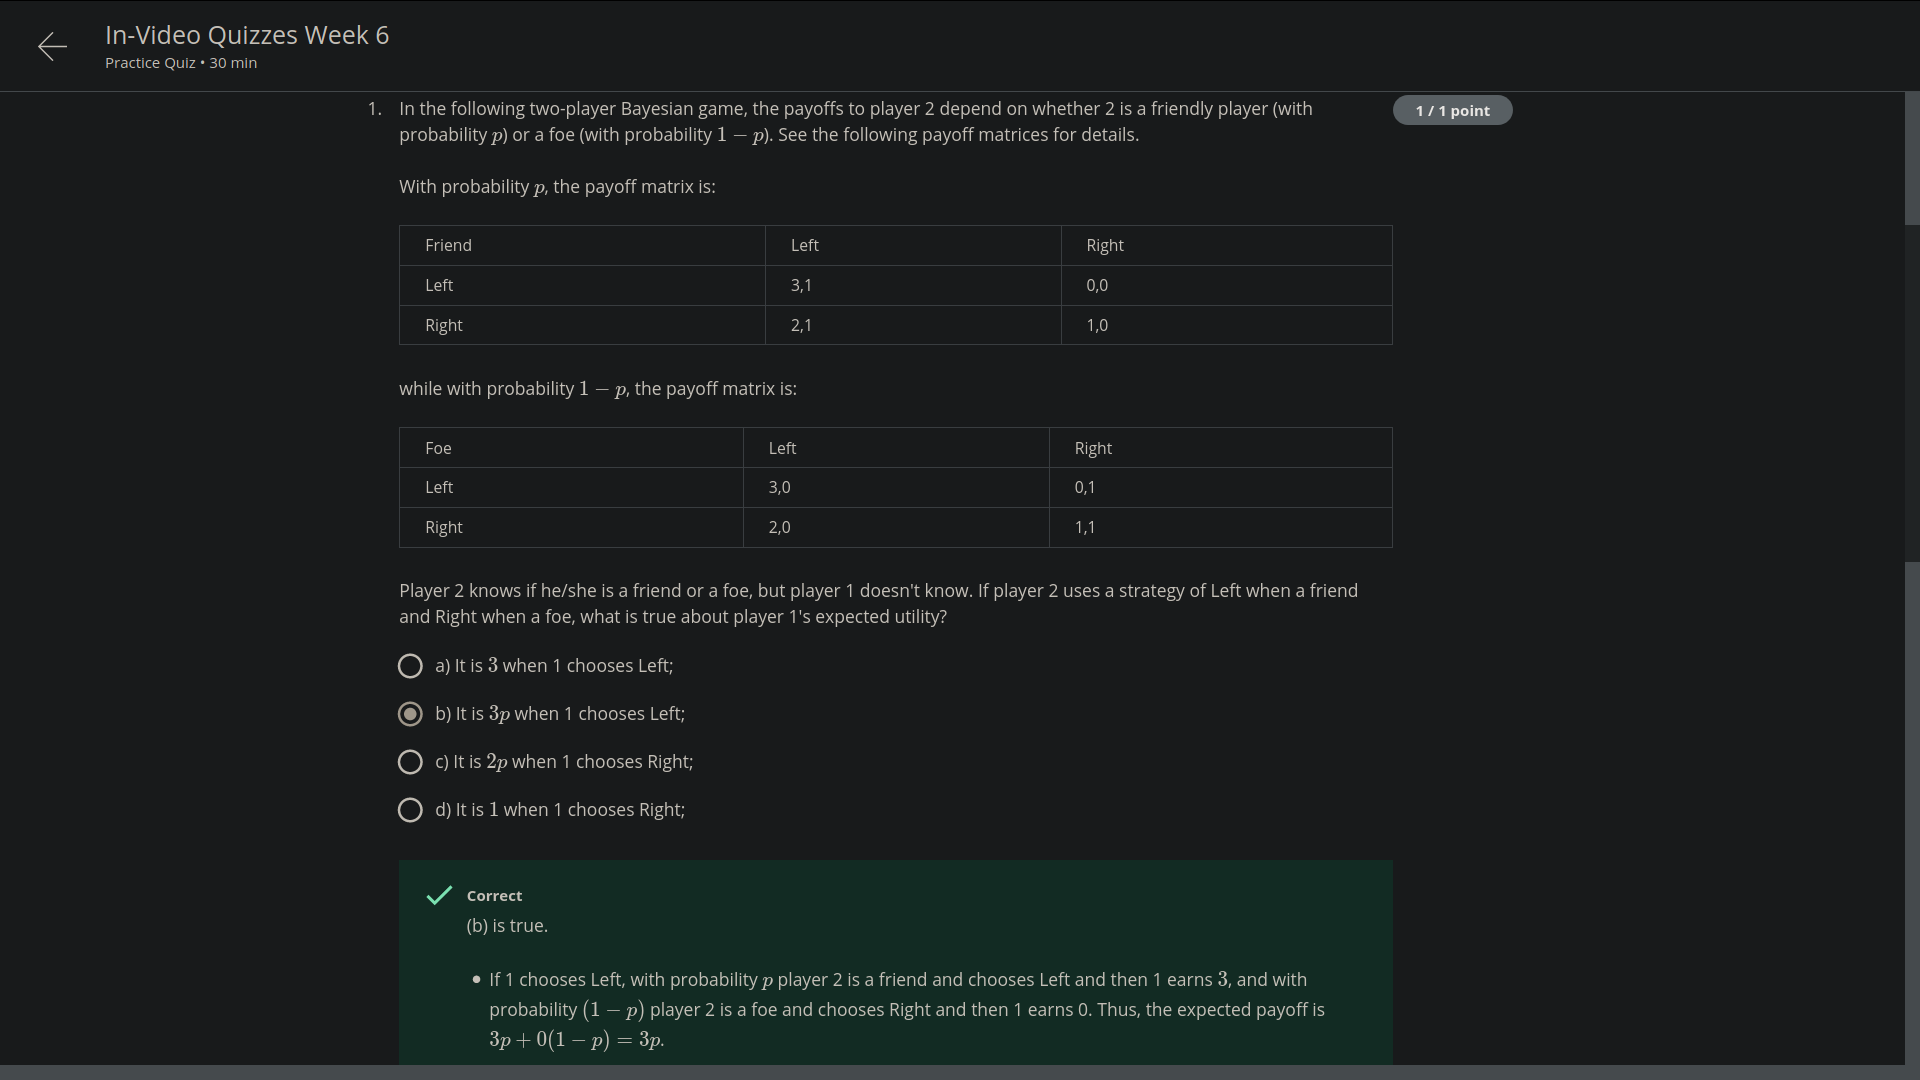 In-Video Quizzes Week 6
Practice Quiz • 30 min
1. In the following two-player Bayesian game, the payoffs to player 2 depend on whether 2 is a friendly player (with
probability p) or a foe (with probability 1 − p). See the following payoff matrices for details.
1 / 1 point
With probability p, the payoff matrix is:
Friend Left Right
Left 3,1 0,0
Right 2,1 1,0
while with probability 1 − p, the payoff matrix is:
Foe Left Right
Left 3,0 0,1
Right 2,0 1,1
Player 2 knows if he/she is a friend or a foe, but player 1 doesn't know. If player 2 uses a strategy of Left when a friend
and Right when a foe, what is true about player 1's expected utility?
a) It is 3 when 1 chooses Left;
b) It is 3p when 1 chooses Left;
c) It is 2p when 1 chooses Right;
d) It is 1 when 1 chooses Right;
Correct
(b) is true.
• If 1 chooses Left, with probability p player 2 is a friend and chooses Left and then 1 earns 3, and with
probability (1 − p) player 2 is a foe and chooses Right and then 1 earns 0. Thus, the expected payoff is
3p + 0(1 − p) = 3p.